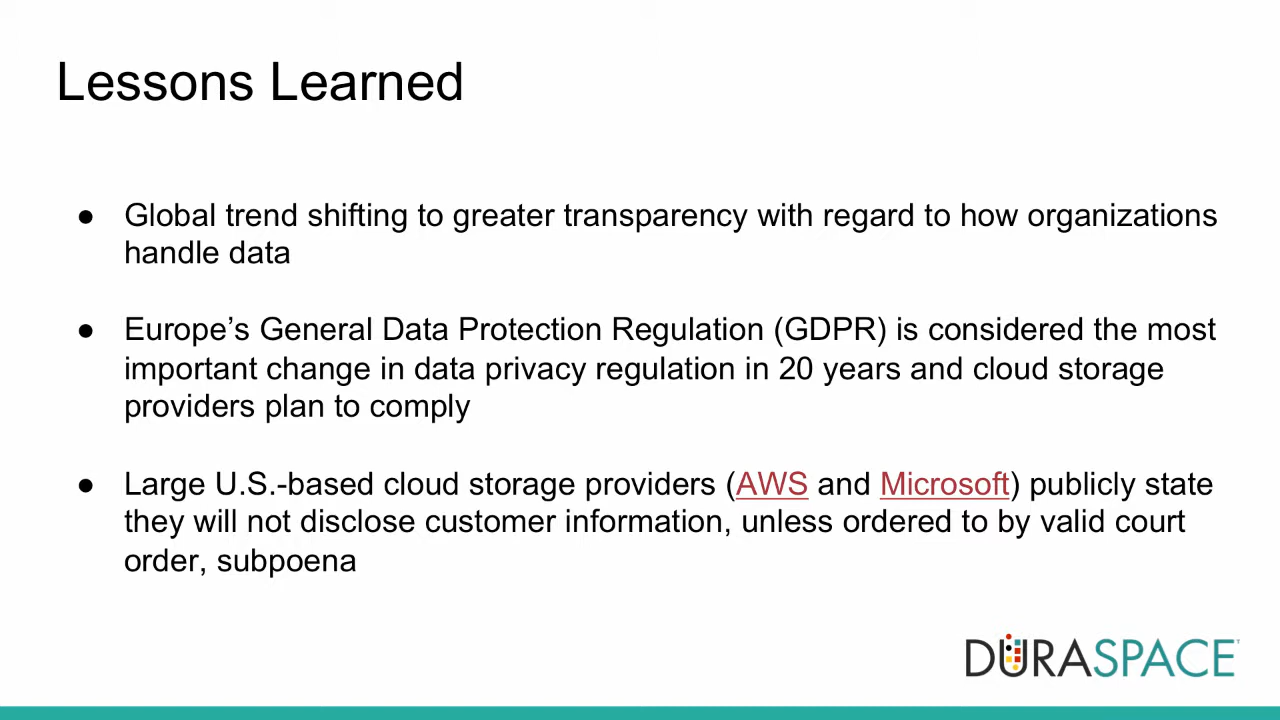 Lessons Learned
● Global trend shifting to greater transparency with regard to how organizations
handle data
● Europe’s General Data Protection Regulation (GDPR) is considered the most
important change in data privacy regulation in 20 years and cloud storage
providers plan to comply
● Large U.S.-based cloud storage providers (AWS and Microsoft) publicly state
they will not disclose customer information, unless ordered to by valid court
order, subpoena
DURASPACE